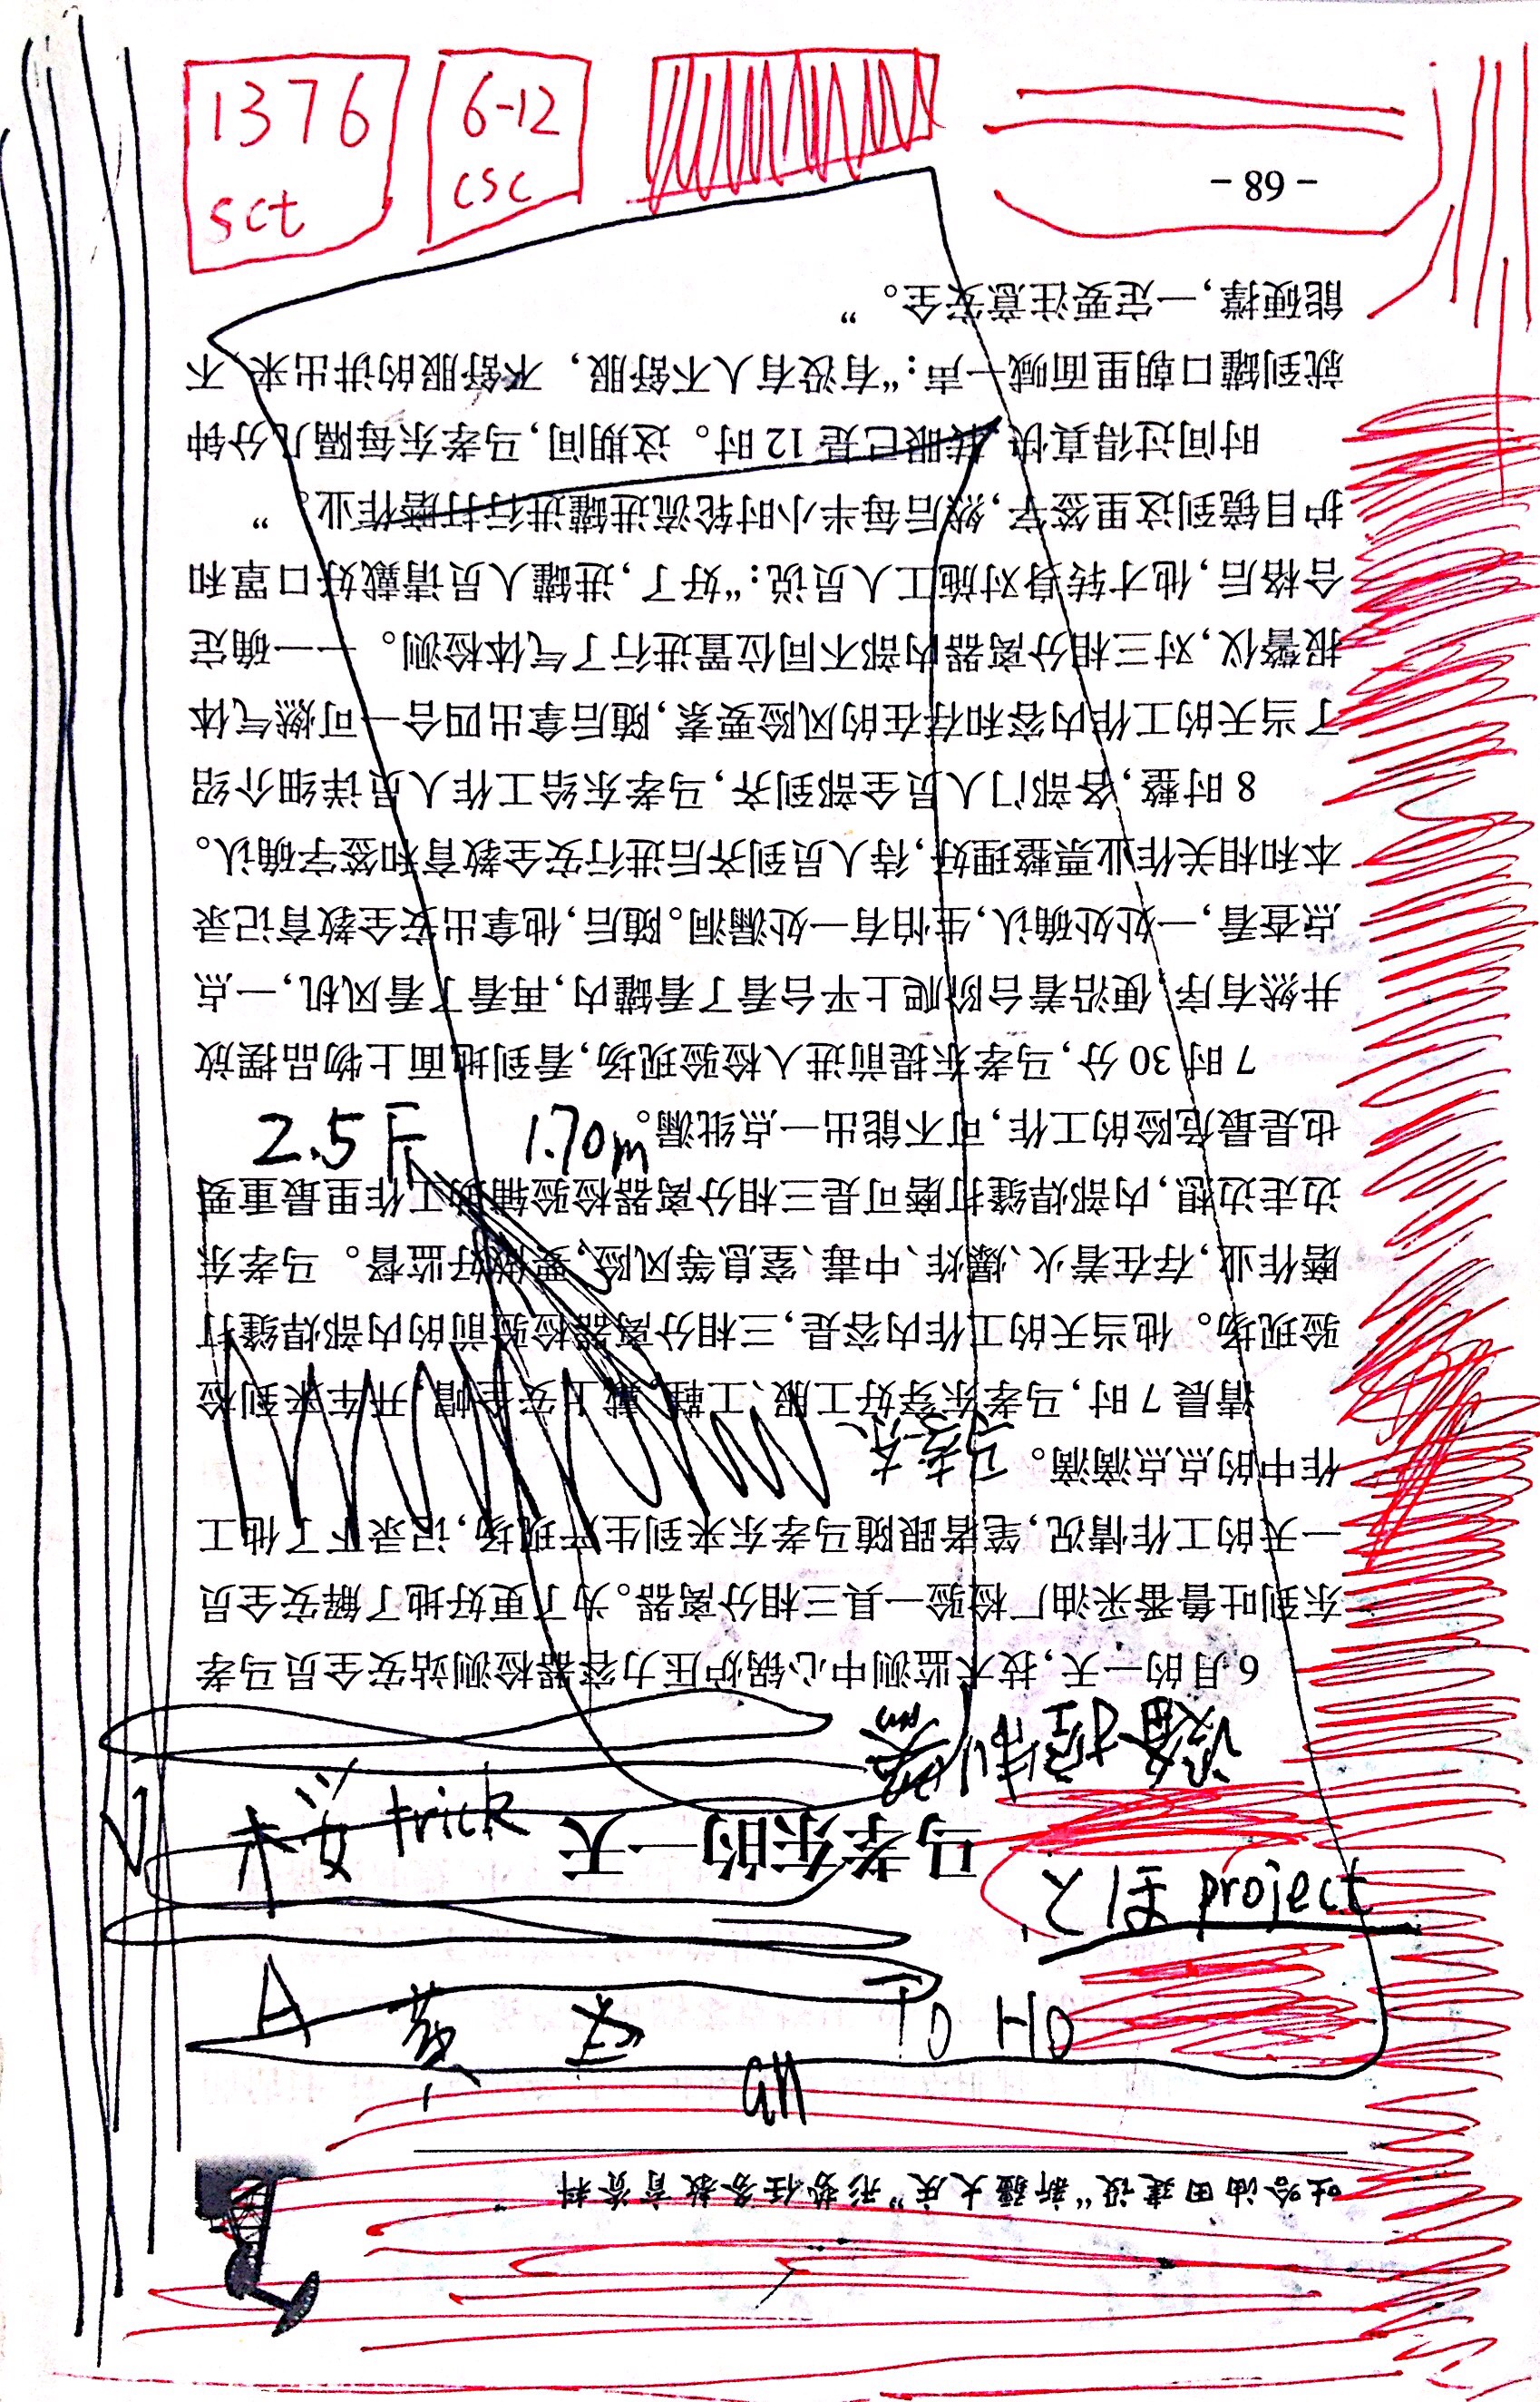 吐哈油田建设“新疆大庆”形势任务教育资料
马孝东的一天
6月的一天,技术监测中心锅炉压力容器检测站安全员马孝
东到吐鲁番采油厂检验一具三相分离器。为了更好地了解安全员
一天的工作情况,笔者跟随马孝东来到生产现场,记录下了他工
作中的点点滴滴。
清晨7时,马孝东穿好工服、工鞋,戴上安全帽,开车来到检
验现场。他当天的工作内容是,三相分离器检验前的内部焊缝打
磨作业,存在着火、爆炸、中毒、窒息等风险,要做好监督。马孝东
边走边想,内部焊缝打磨可是三相分离器检验辅助工作里最重要
也是最危险的工作,可不能出一点纰漏。
7时30分,马孝东提前进入检验现场,看到地面上物品摆放
井然有序,便沿着台阶爬上平台看了看罐内,再看了看风机,一点
点查看,一处处确认,生怕有一处漏洞。随后,他拿出安全教育记录
本和相关作业票整理好,待人员到齐后进行安全教育和签字确认。
8时整,各部门人员全部到齐,马孝东给工作人员详细介绍
了当天的工作内容和存在的风险要素,随后拿出四合一可燃气体
报警仪,对三相分离器内部不同位置进行了气体检测。一一确定
合格后,他才转身对施工人员说:“好了,进罐人员请戴好口罩和
护目镜到这里签字,然后每半小时轮流进罐进行打磨作业。”
时间过得真快,转眼已是12时。这期间,马孝东每隔几分钟
就到罐口朝里面喊一声:“有没有人不舒服,不舒服的讲出来,不
能硬撑,一定要注意安全。”
- 68 -
1376
sct
6-12
csc
2.5下
1.70m
马孝东
trick
project
A
TO HO